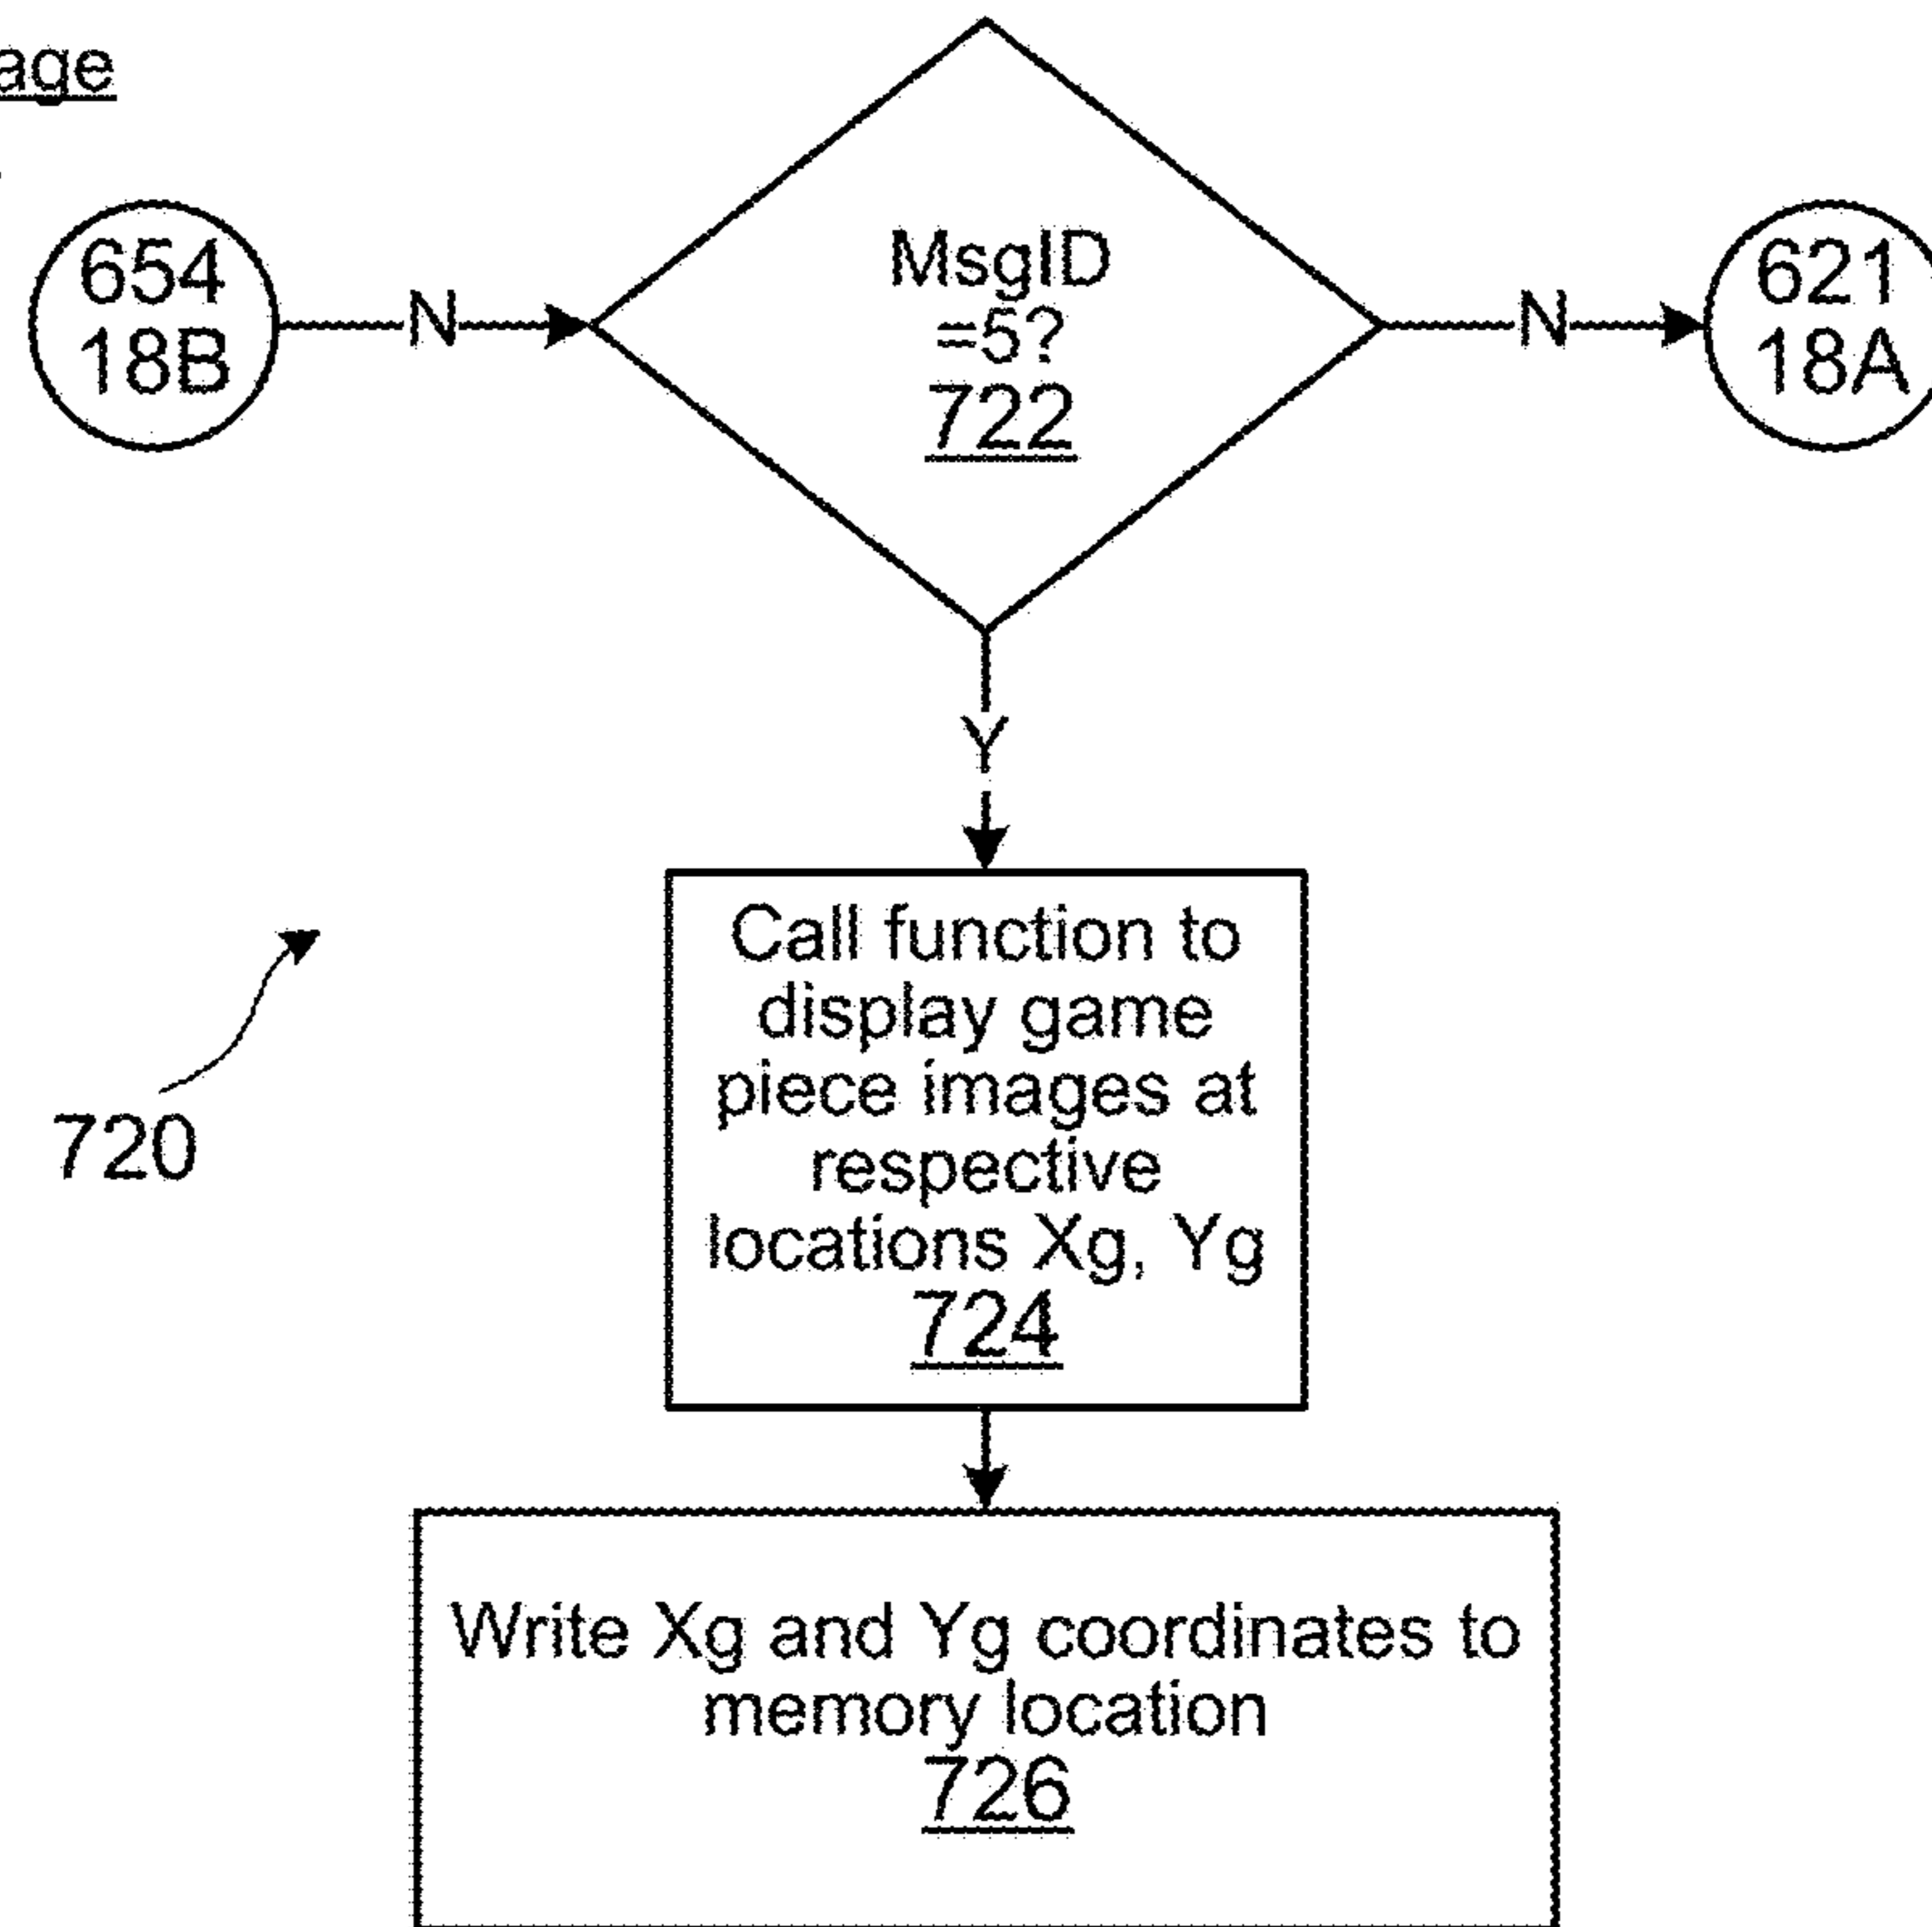 654
18B
N
MsgID
=5?
722
N
621
18A
Y
Call function to
display game
piece images at
respective
locations Xg, Yg
724
720
Write Xg and Yg coordinates to
memory location
726